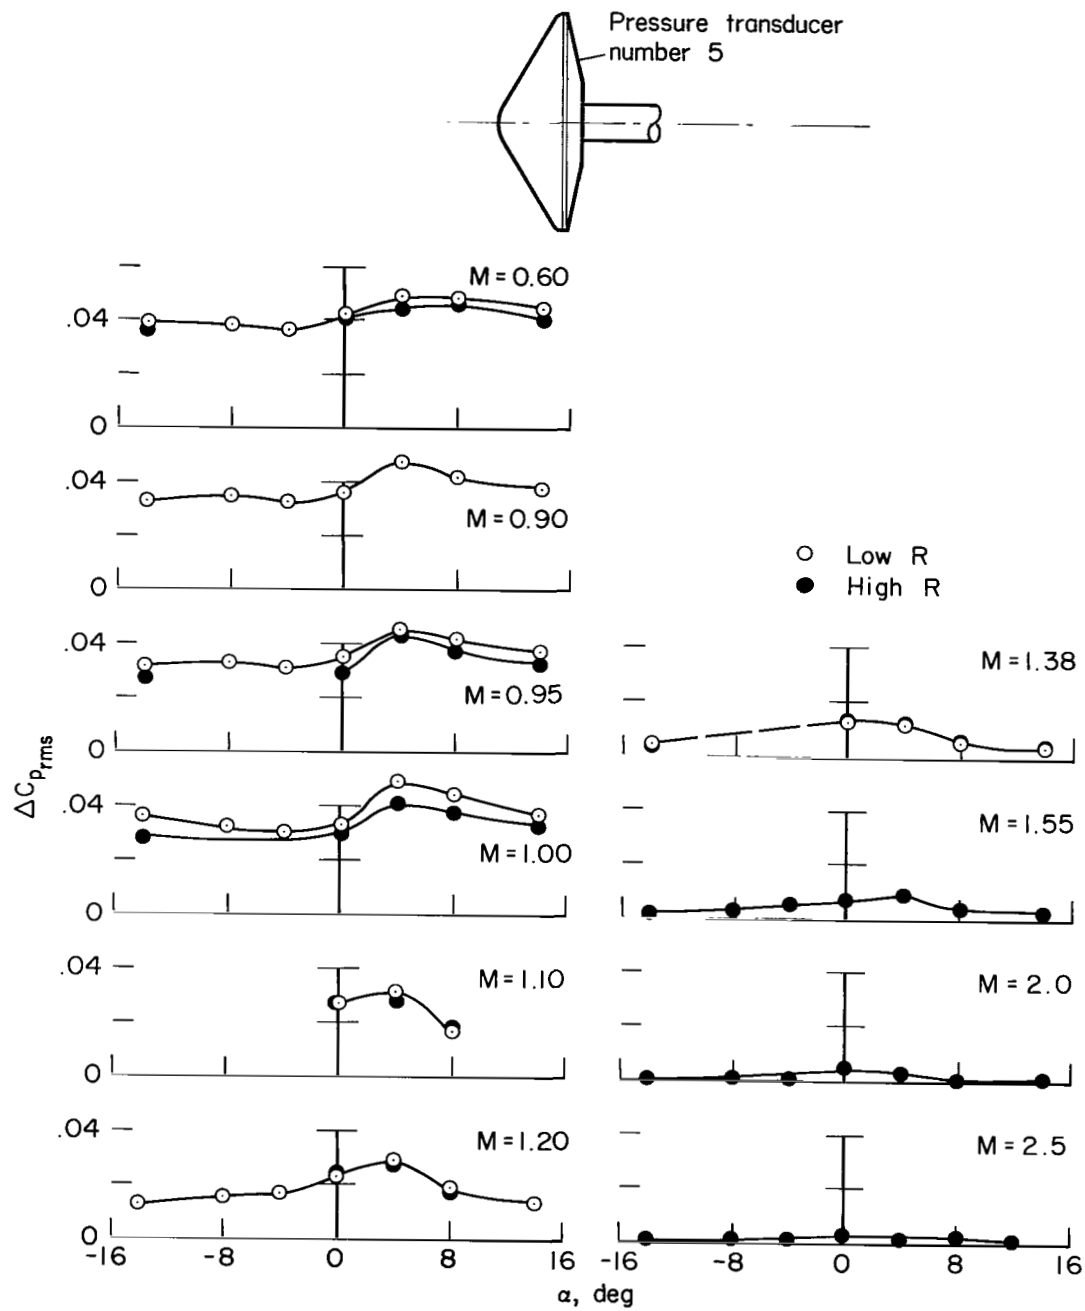 Pressure transducer
number 5
M = 0.60
.04
0
.04
M = 0.90
0
.04
M = 0.95
0
ΔCprms
.04
M = 1.00
0
.04
M = 1.10
0
.04
M = 1.20
0
-16 -8 0 8 16
○ Low R
● High R
M = 1.38
M = 1.55
M = 2.0
M = 2.5
-16 -8 0 8 16
α, deg